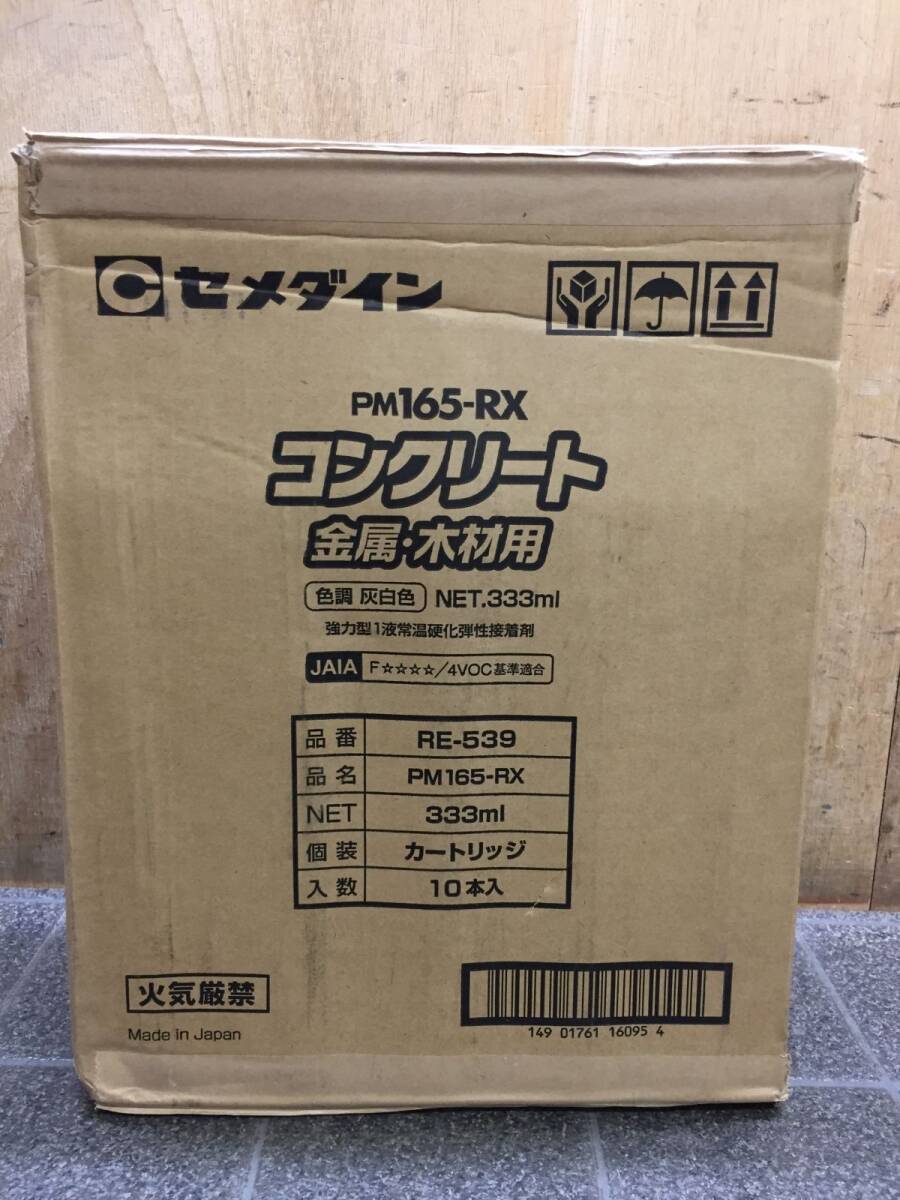 セメダイン
PM165-RX
コンクリート
金属・木材用
色調 灰白色 NET.333ml
強力型1液常温硬化弾性接着剤
JAIA F☆☆☆☆/4VOC基準適合
品番 RE-539
品名 PM165-RX
NET 333ml
個装 カートリッジ
入数 10本入
火気厳禁
Made in Japan
149 01761 16095 4